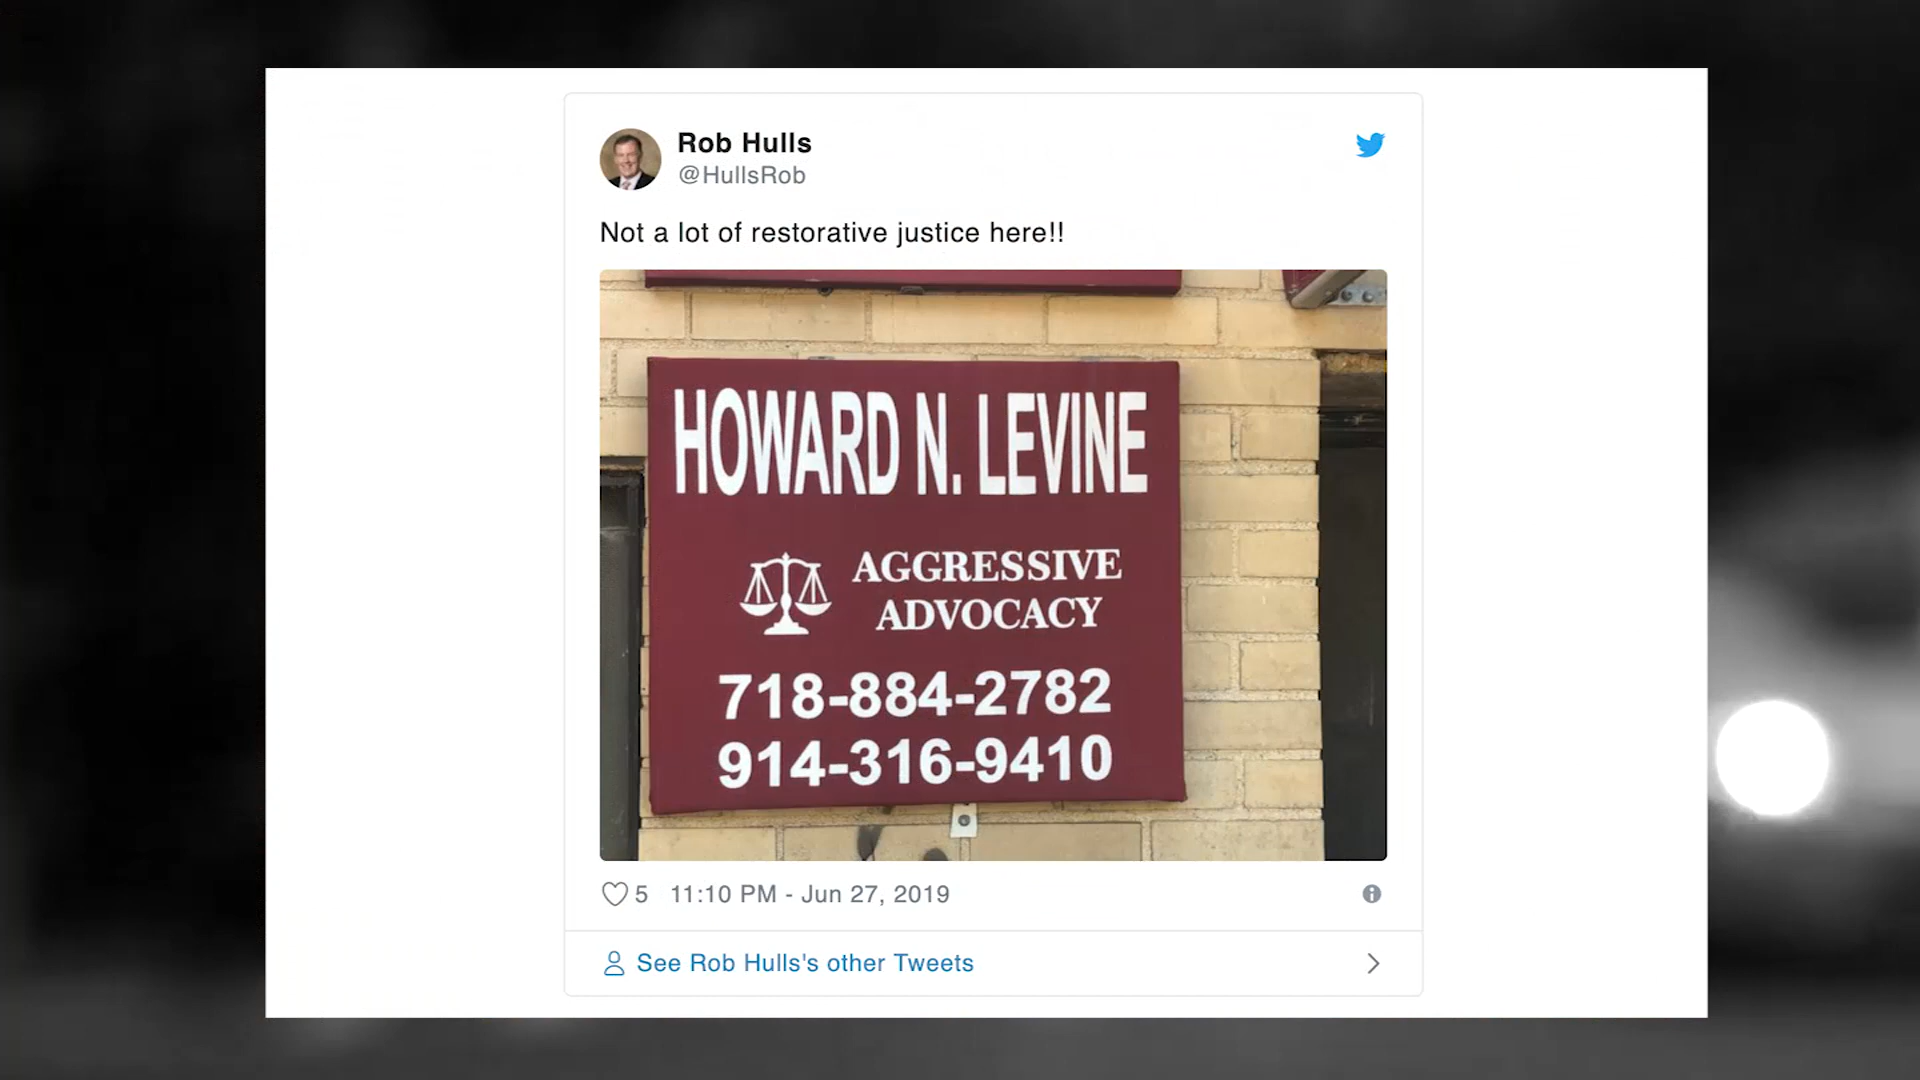 Rob Hulls
@HullsRob
Not a lot of restorative justice here!!
HOWARD N. LEVINE
AGGRESSIVE
ADVOCACY
718-884-2782
914-316-9410
5 11:10 PM - Jun 27, 2019
See Rob Hulls's other Tweets